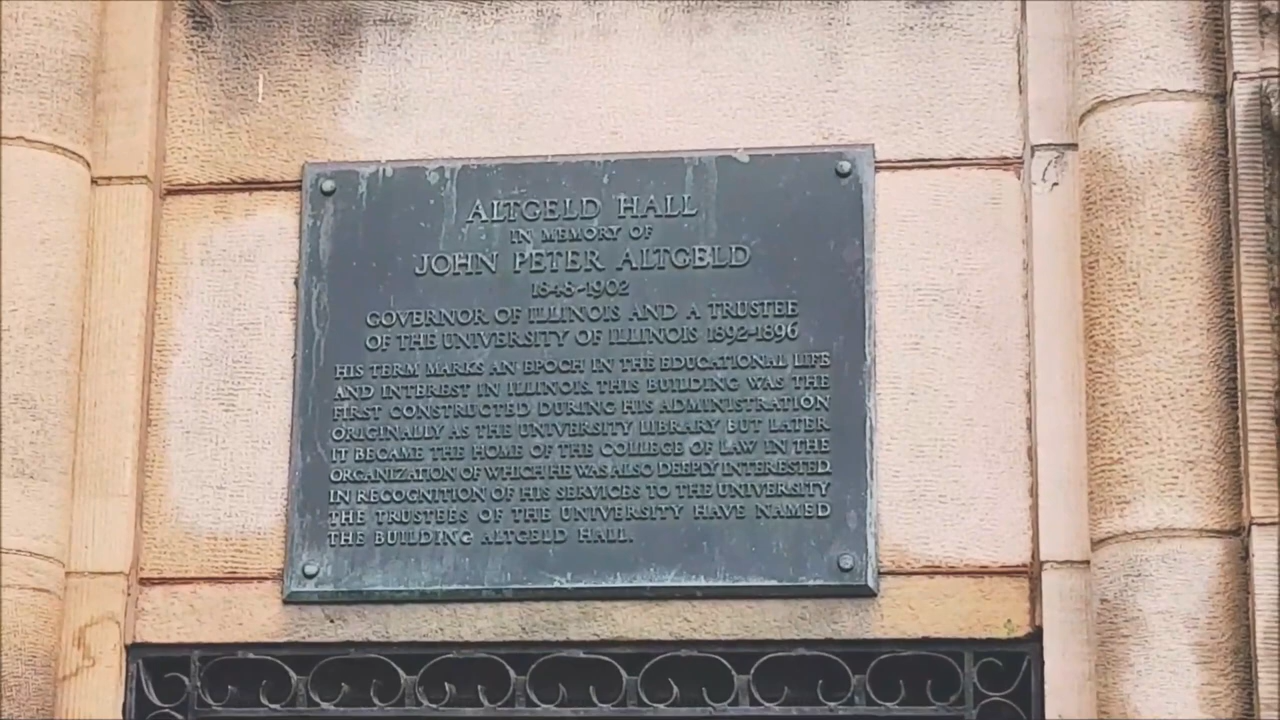 ALTGELD HALL
IN MEMORY OF
JOHN PETER ALTGELD
1848-1902
GOVERNOR OF ILLINOIS AND A TRUSTEE
OF THE UNIVERSITY OF ILLINOIS 1892-1896
HIS TERM MARKS AN EPOCH IN THE EDUCATIONAL LIFE
AND INTEREST IN ILLINOIS. THIS BUILDING WAS THE
FIRST CONSTRUCTED DURING HIS ADMINISTRATION
ORIGINALLY AS THE UNIVERSITY LIBRARY BUT LATER
IT BECAME THE HOME OF THE COLLEGE OF LAW IN THE
ORGANIZATION OF WHICH HE WAS ALSO DEEPLY INTERESTED.
IN RECOGNITION OF HIS SERVICES TO THE UNIVERSITY
THE TRUSTEES OF THE UNIVERSITY HAVE NAMED
THE BUILDING ALTGELD HALL.